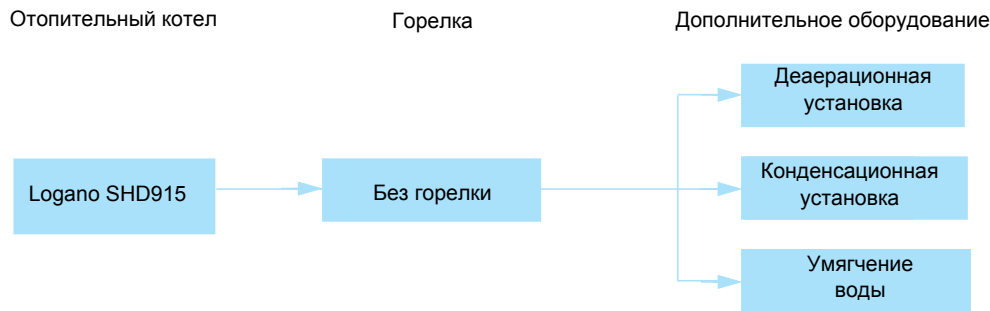 Отопительный котел
Горелка
Дополнительное оборудование
Logano SHD915
Без горелки
Деаерационная
установка
Конденсационная
установка
Умягчение
воды